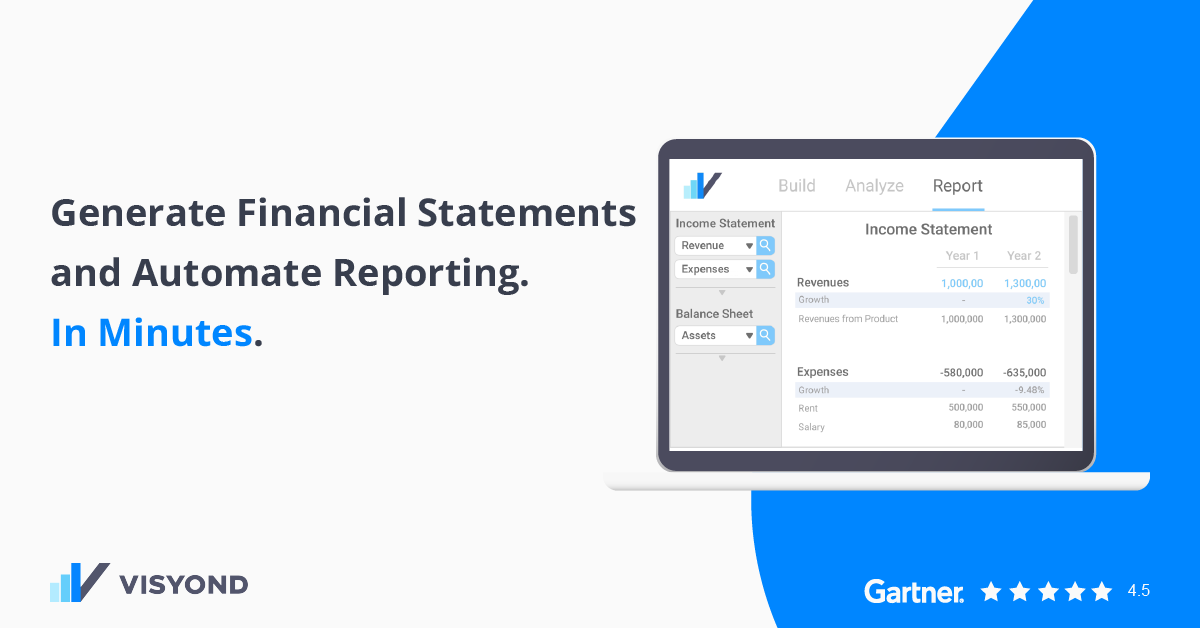 Generate Financial Statements
and Automate Reporting.
In Minutes.
Build Analyze Report
Income Statement
Revenue
Expenses
Balance Sheet
Assets
Income Statement
Year 1 Year 2
Revenues 1,000,00 1,300,00
Growth - 30%
Revenues from Product 1,000,000 1,300,000
Expenses -580,000 -635,000
Growth - -9.48%
Rent 500,000 550,000
Salary 80,000 85,000
VISYOND
Gartner. 4.5